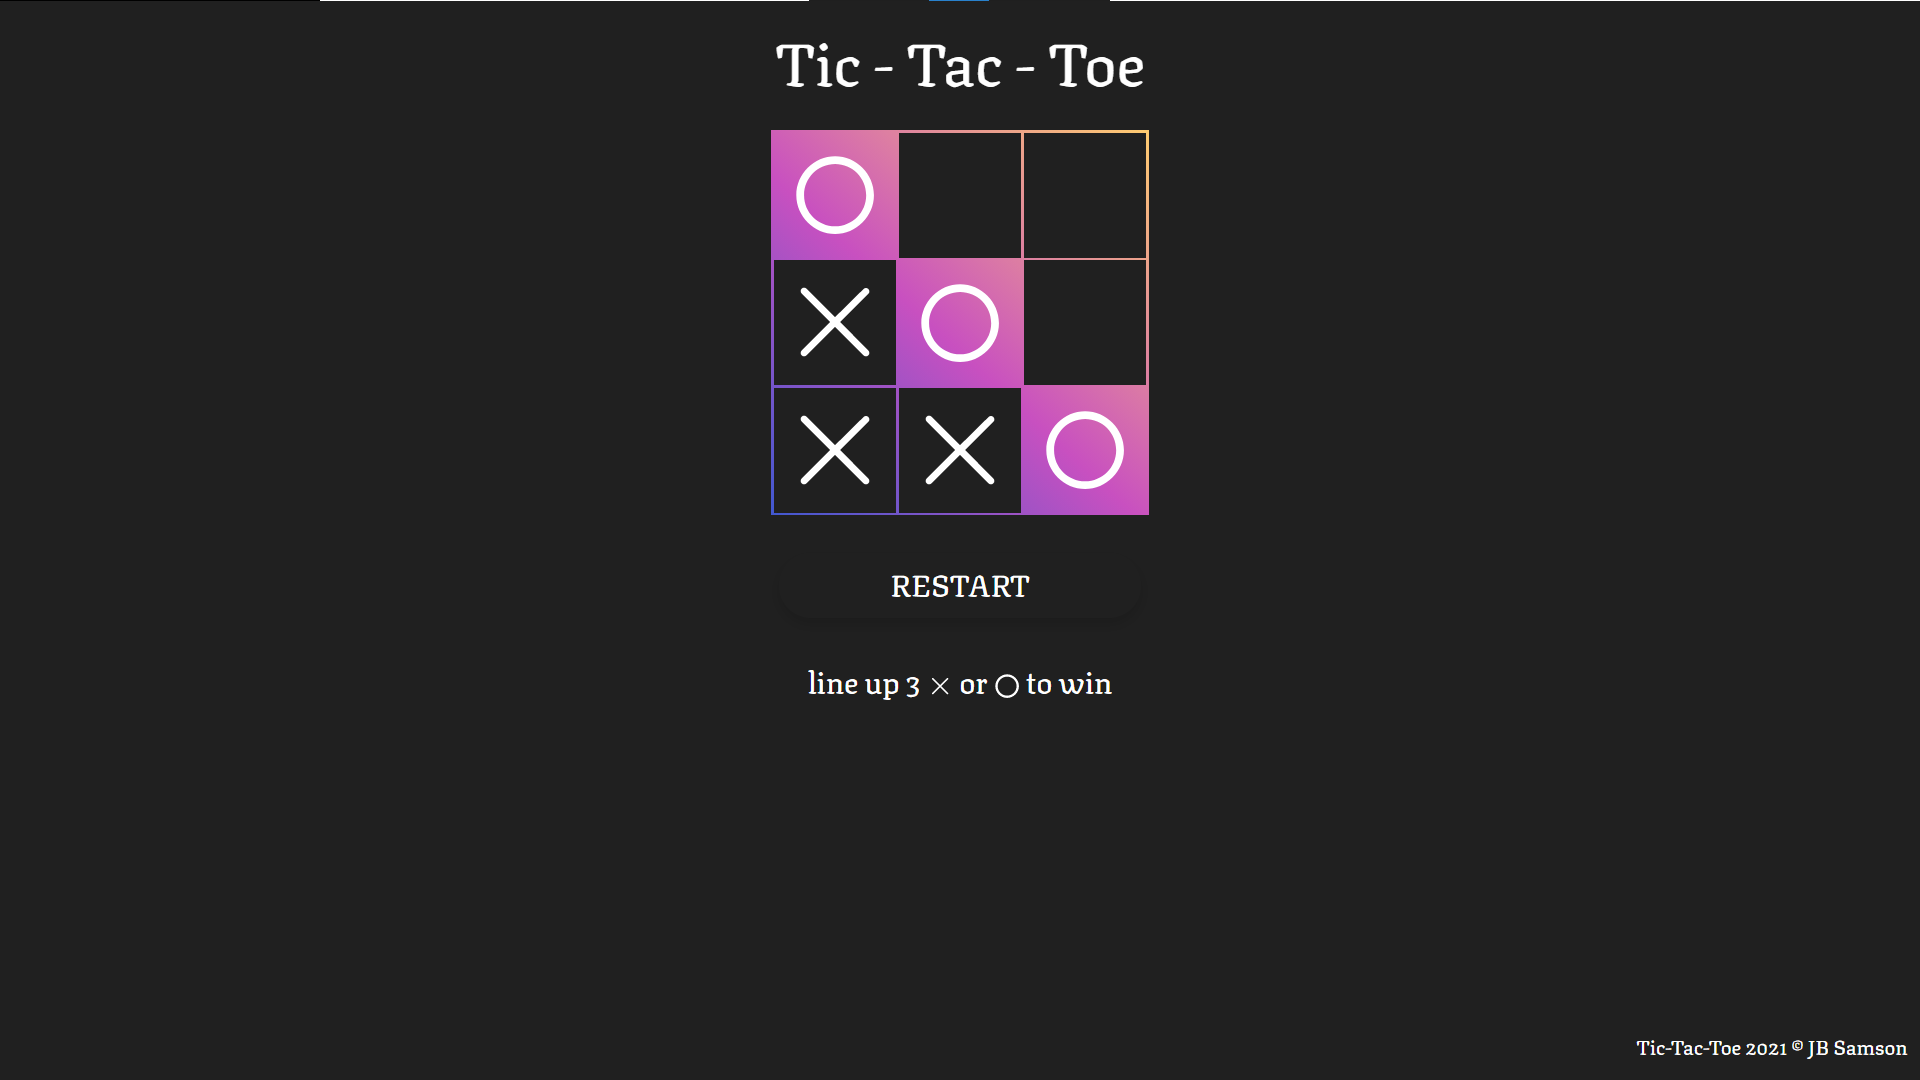 Tic - Tac - Toe
RESTART
line up 3 × or ○ to win
Tic-Tac-Toe 2021 © JB Samson